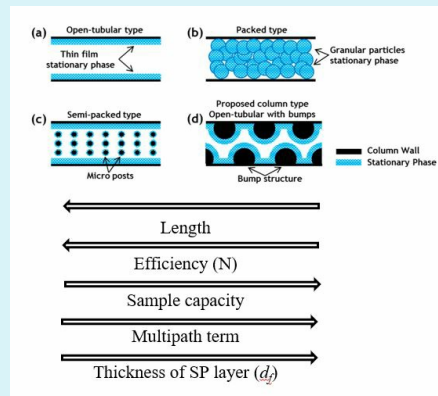 (a) Open-tubular type
Thin film
stationary phase
(b) Packed type
Granular particles
stationary phase
(c) Semi-packed type
Micro posts
(d) Proposed column type
Open-tubular with bumps
Bump structure
Column Wall
Stationary Phase
Length
Efficiency (N)
Sample capacity
Multipath term
Thickness of SP layer (df)